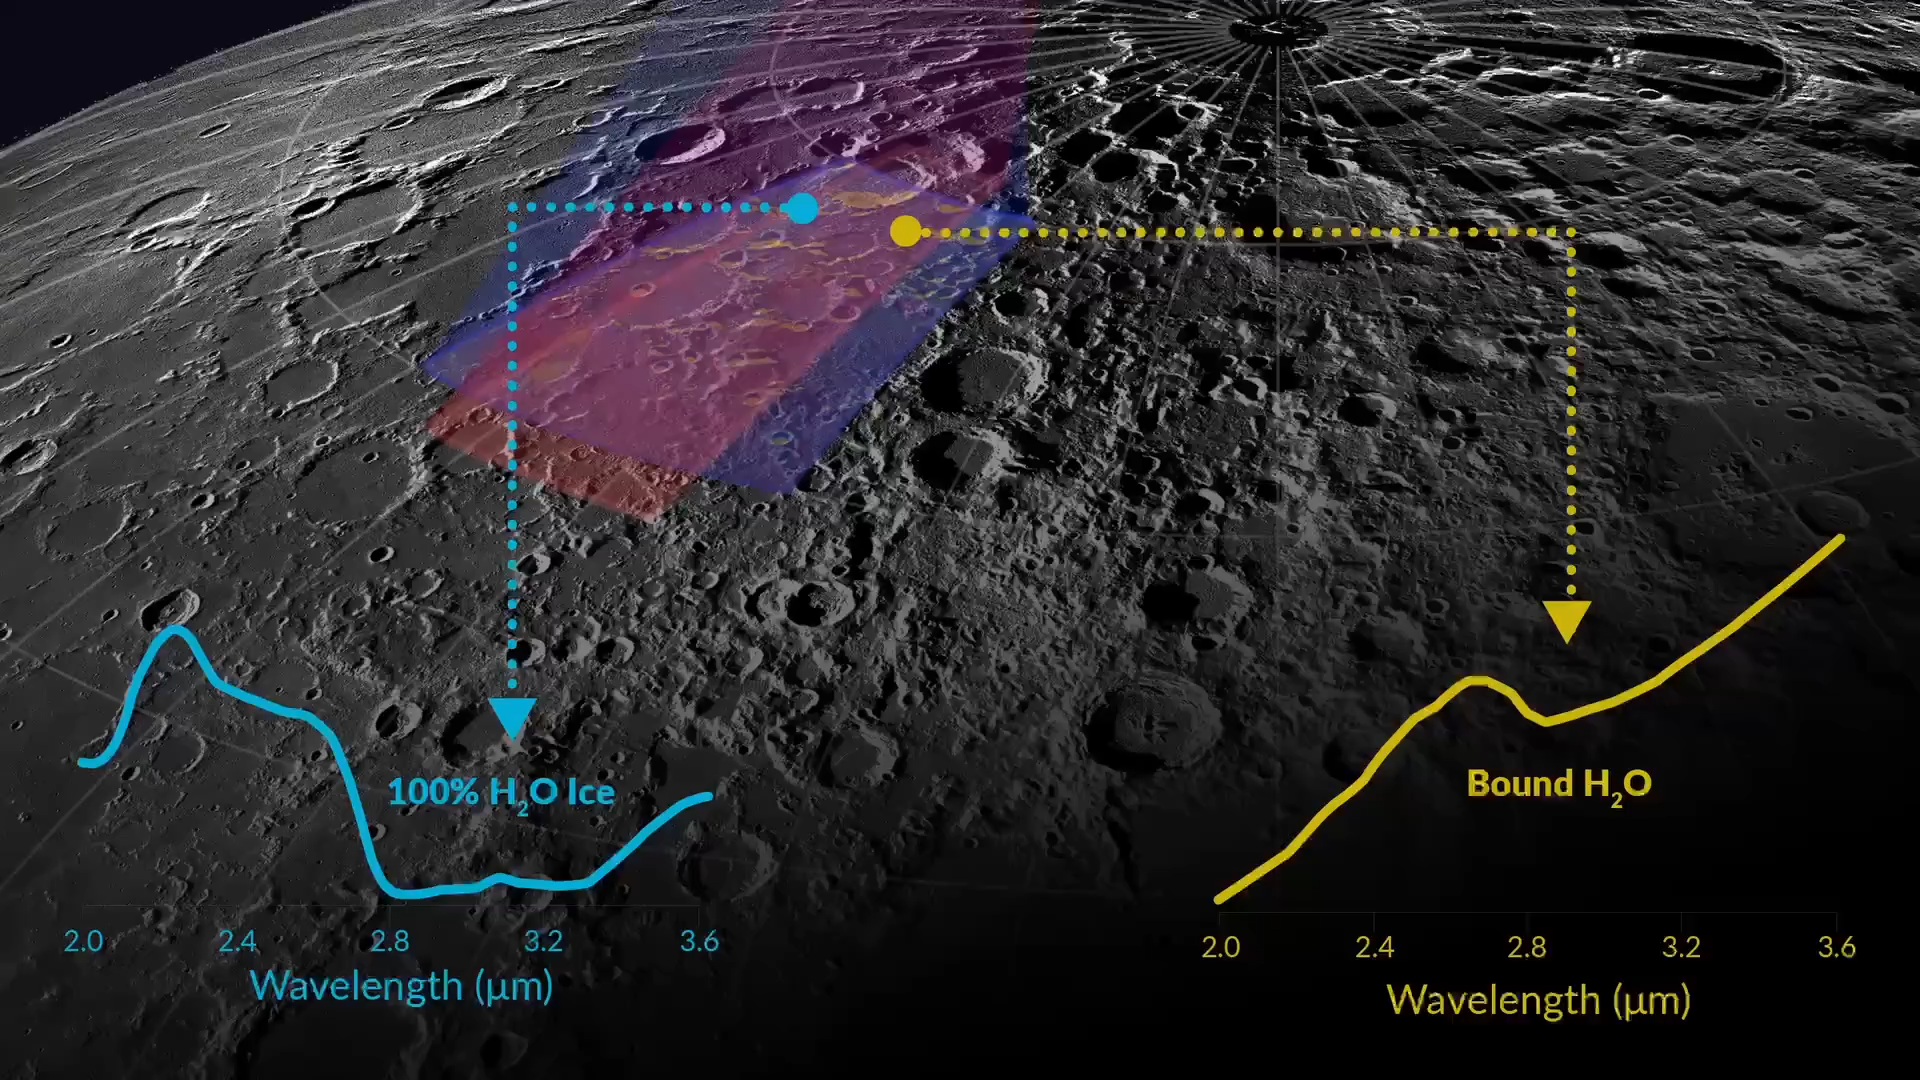 100% H₂O Ice
2.0 2.4 2.8 3.2 3.6
Wavelength (μm)
Bound H₂O
2.0 2.4 2.8 3.2 3.6
Wavelength (μm)